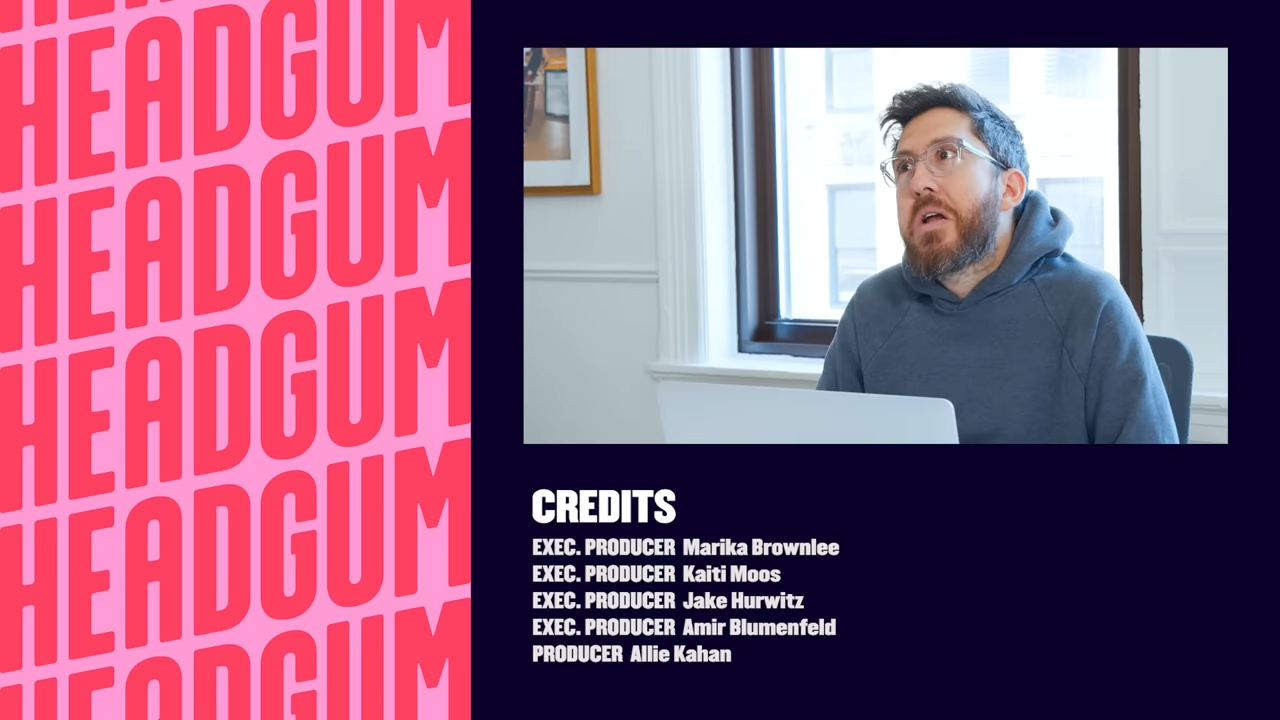 HEADGUM
HEADGUM
HEADGUM
HEADGUM
HEADGUM
CREDITS
EXEC. PRODUCER Marika Brownlee
EXEC. PRODUCER Kaiti Moos
EXEC. PRODUCER Jake Hurwitz
EXEC. PRODUCER Amir Blumenfeld
PRODUCER Allie Kahan